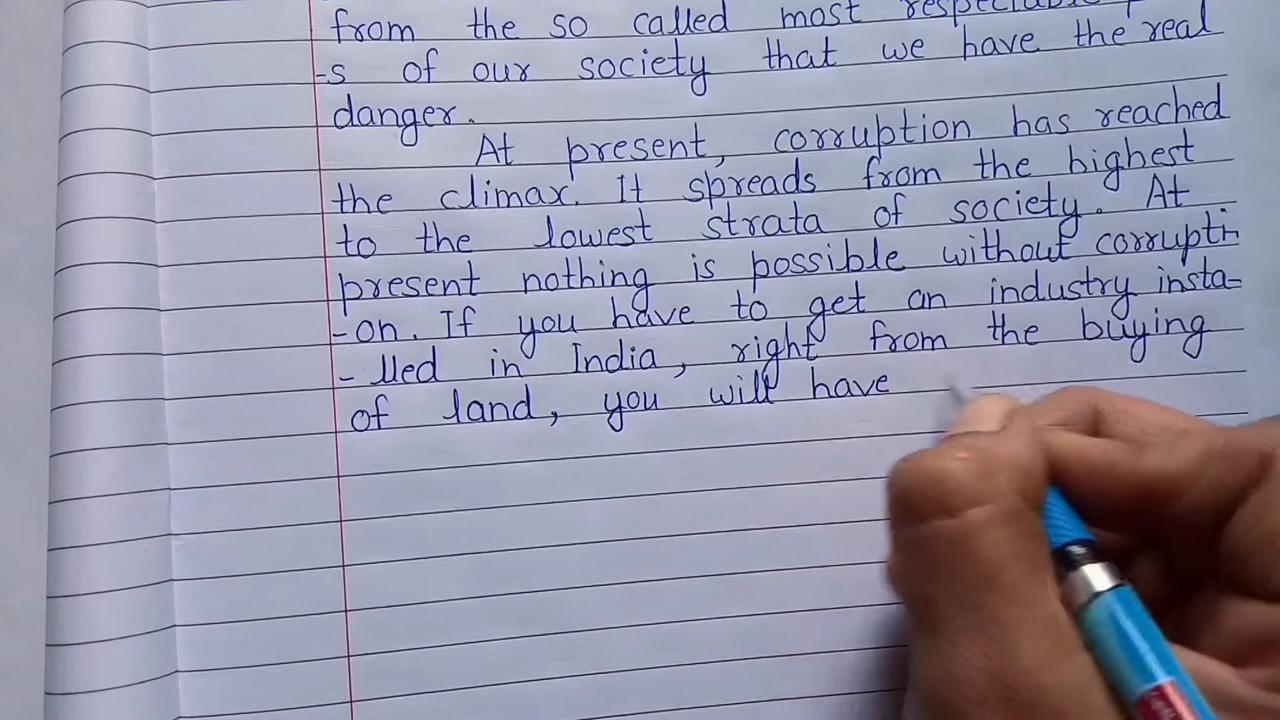 from the so called most respectable
-s of our society that we have the real
danger.
At present, corruption has reached
the climax. It spreads from the highest
to the lowest strata of society. At
present nothing is possible without corrupti
-on. If you have to get an industry insta-
-lled in India, right from the buying
of land, you will have